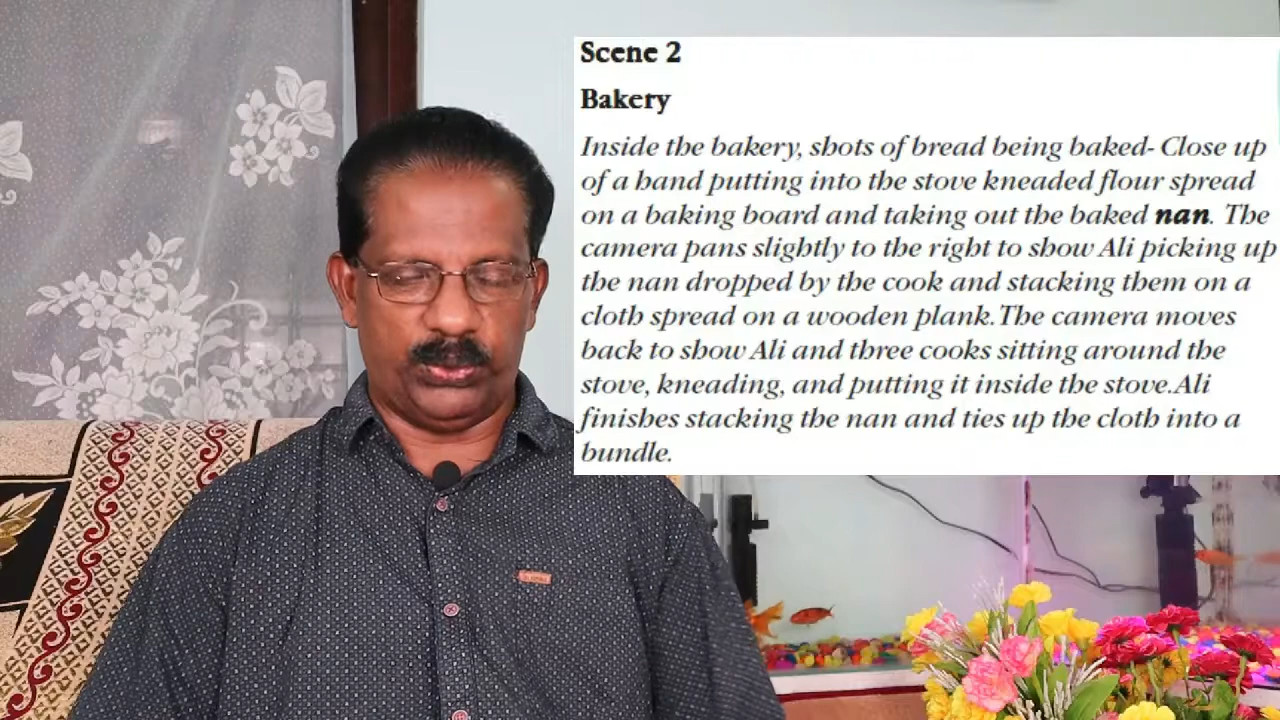 Scene 2
Bakery
Inside the bakery, shots of bread being baked- Close up
of a hand putting into the stove kneaded flour spread
on a baking board and taking out the baked nan. The
camera pans slightly to the right to show Ali picking up
the nan dropped by the cook and stacking them on a
cloth spread on a wooden plank.The camera moves
back to show Ali and three cooks sitting around the
stove, kneading, and putting it inside the stove.Ali
finishes stacking the nan and ties up the cloth into a
bundle.